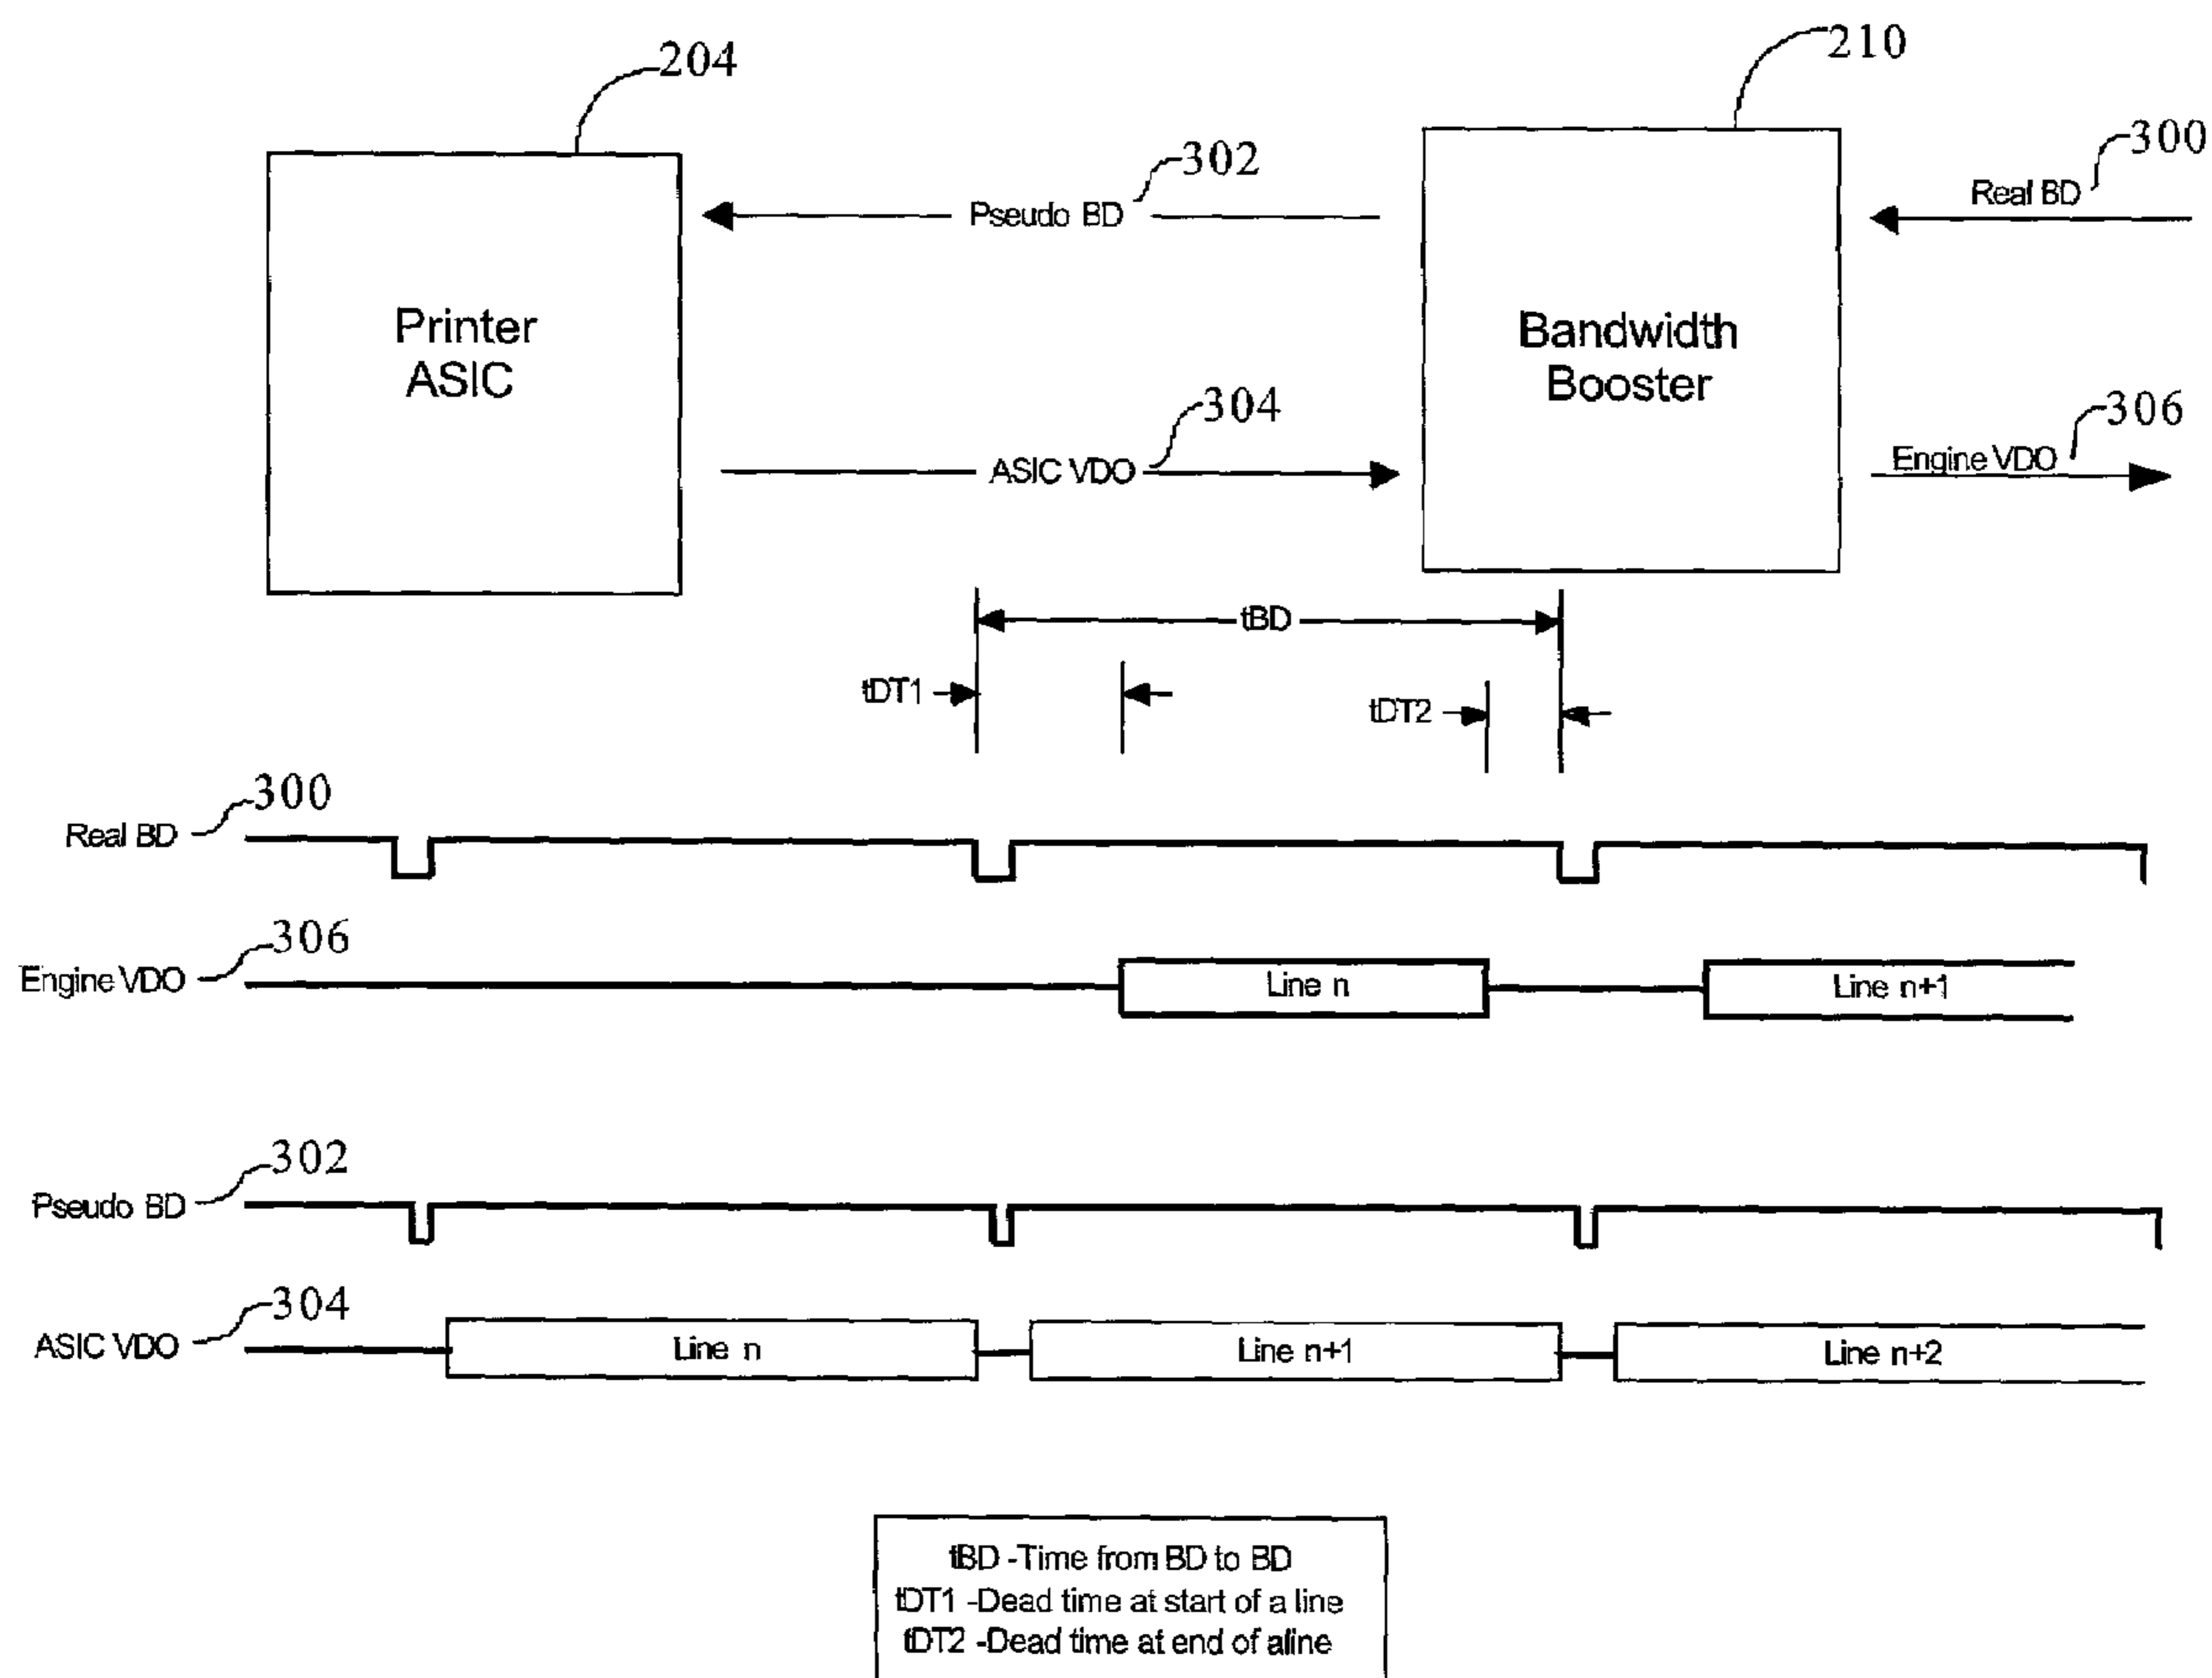 204
210
302
300
Pseudo BD
Real BD
Printer
ASIC
Bandwidth
Booster
304
306
ASIC VDO
Engine VDO
tBD
tDT1
tDT2
300
Real BD
306
Engine VDO
Line n
Line n+1
302
Pseudo BD
304
ASIC VDO
Line n
Line n+1
Line n+2
tBD -Time from BD to BD
tDT1 -Dead time at start of a line
tDT2 -Dead time at end of aline